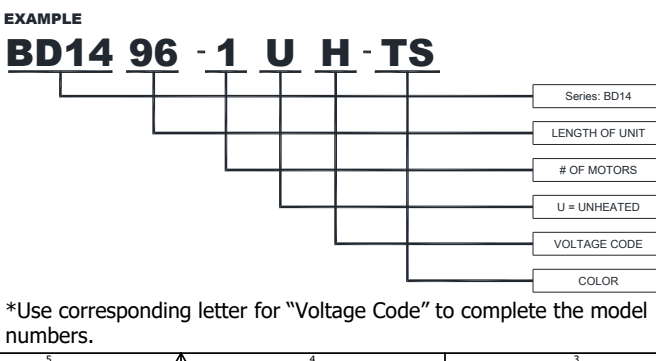 EXAMPLE
BD14 96 - 1 U H - TS
Series: BD14
LENGTH OF UNIT
# OF MOTORS
U = UNHEATED
VOLTAGE CODE
COLOR
*Use corresponding letter for “Voltage Code” to complete the model
numbers.
5 4 3